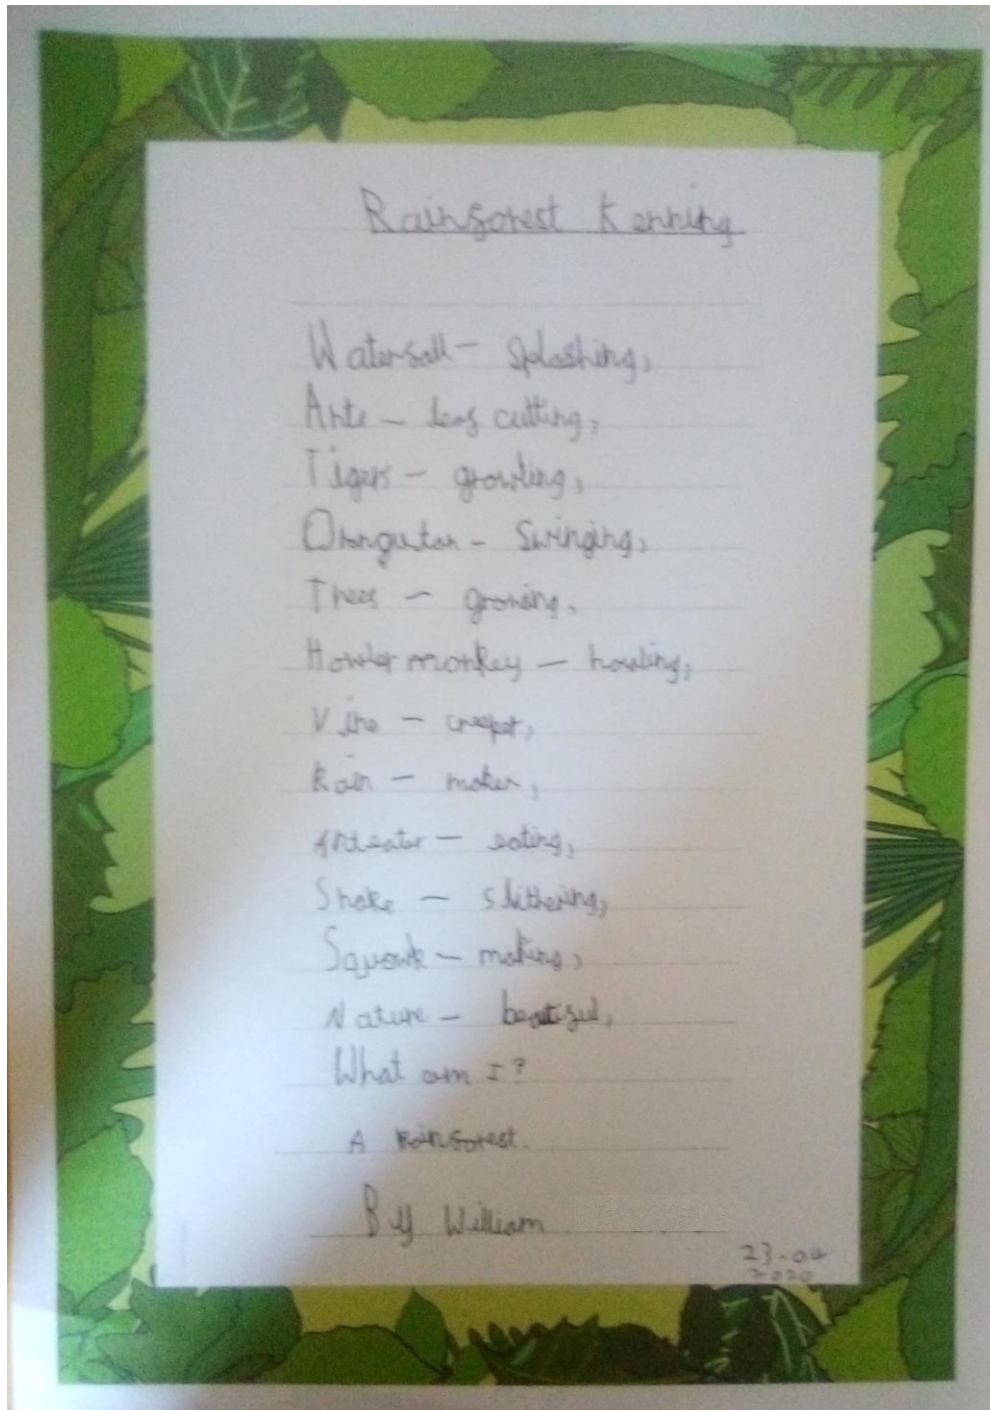 Rainforest Kenning
Waterfall – splashing,
Ants – leaf cutting,
Tigers – growling,
Orangutan – Swinging,
Trees – growing,
Howler monkey – howling,
Vine – creeper,
Rain – maker,
Anteater – eating,
Snake – slithering,
Squawk – making,
Nature – beatiful,
What am I?
A Rainforest.
By William
23-04
2020